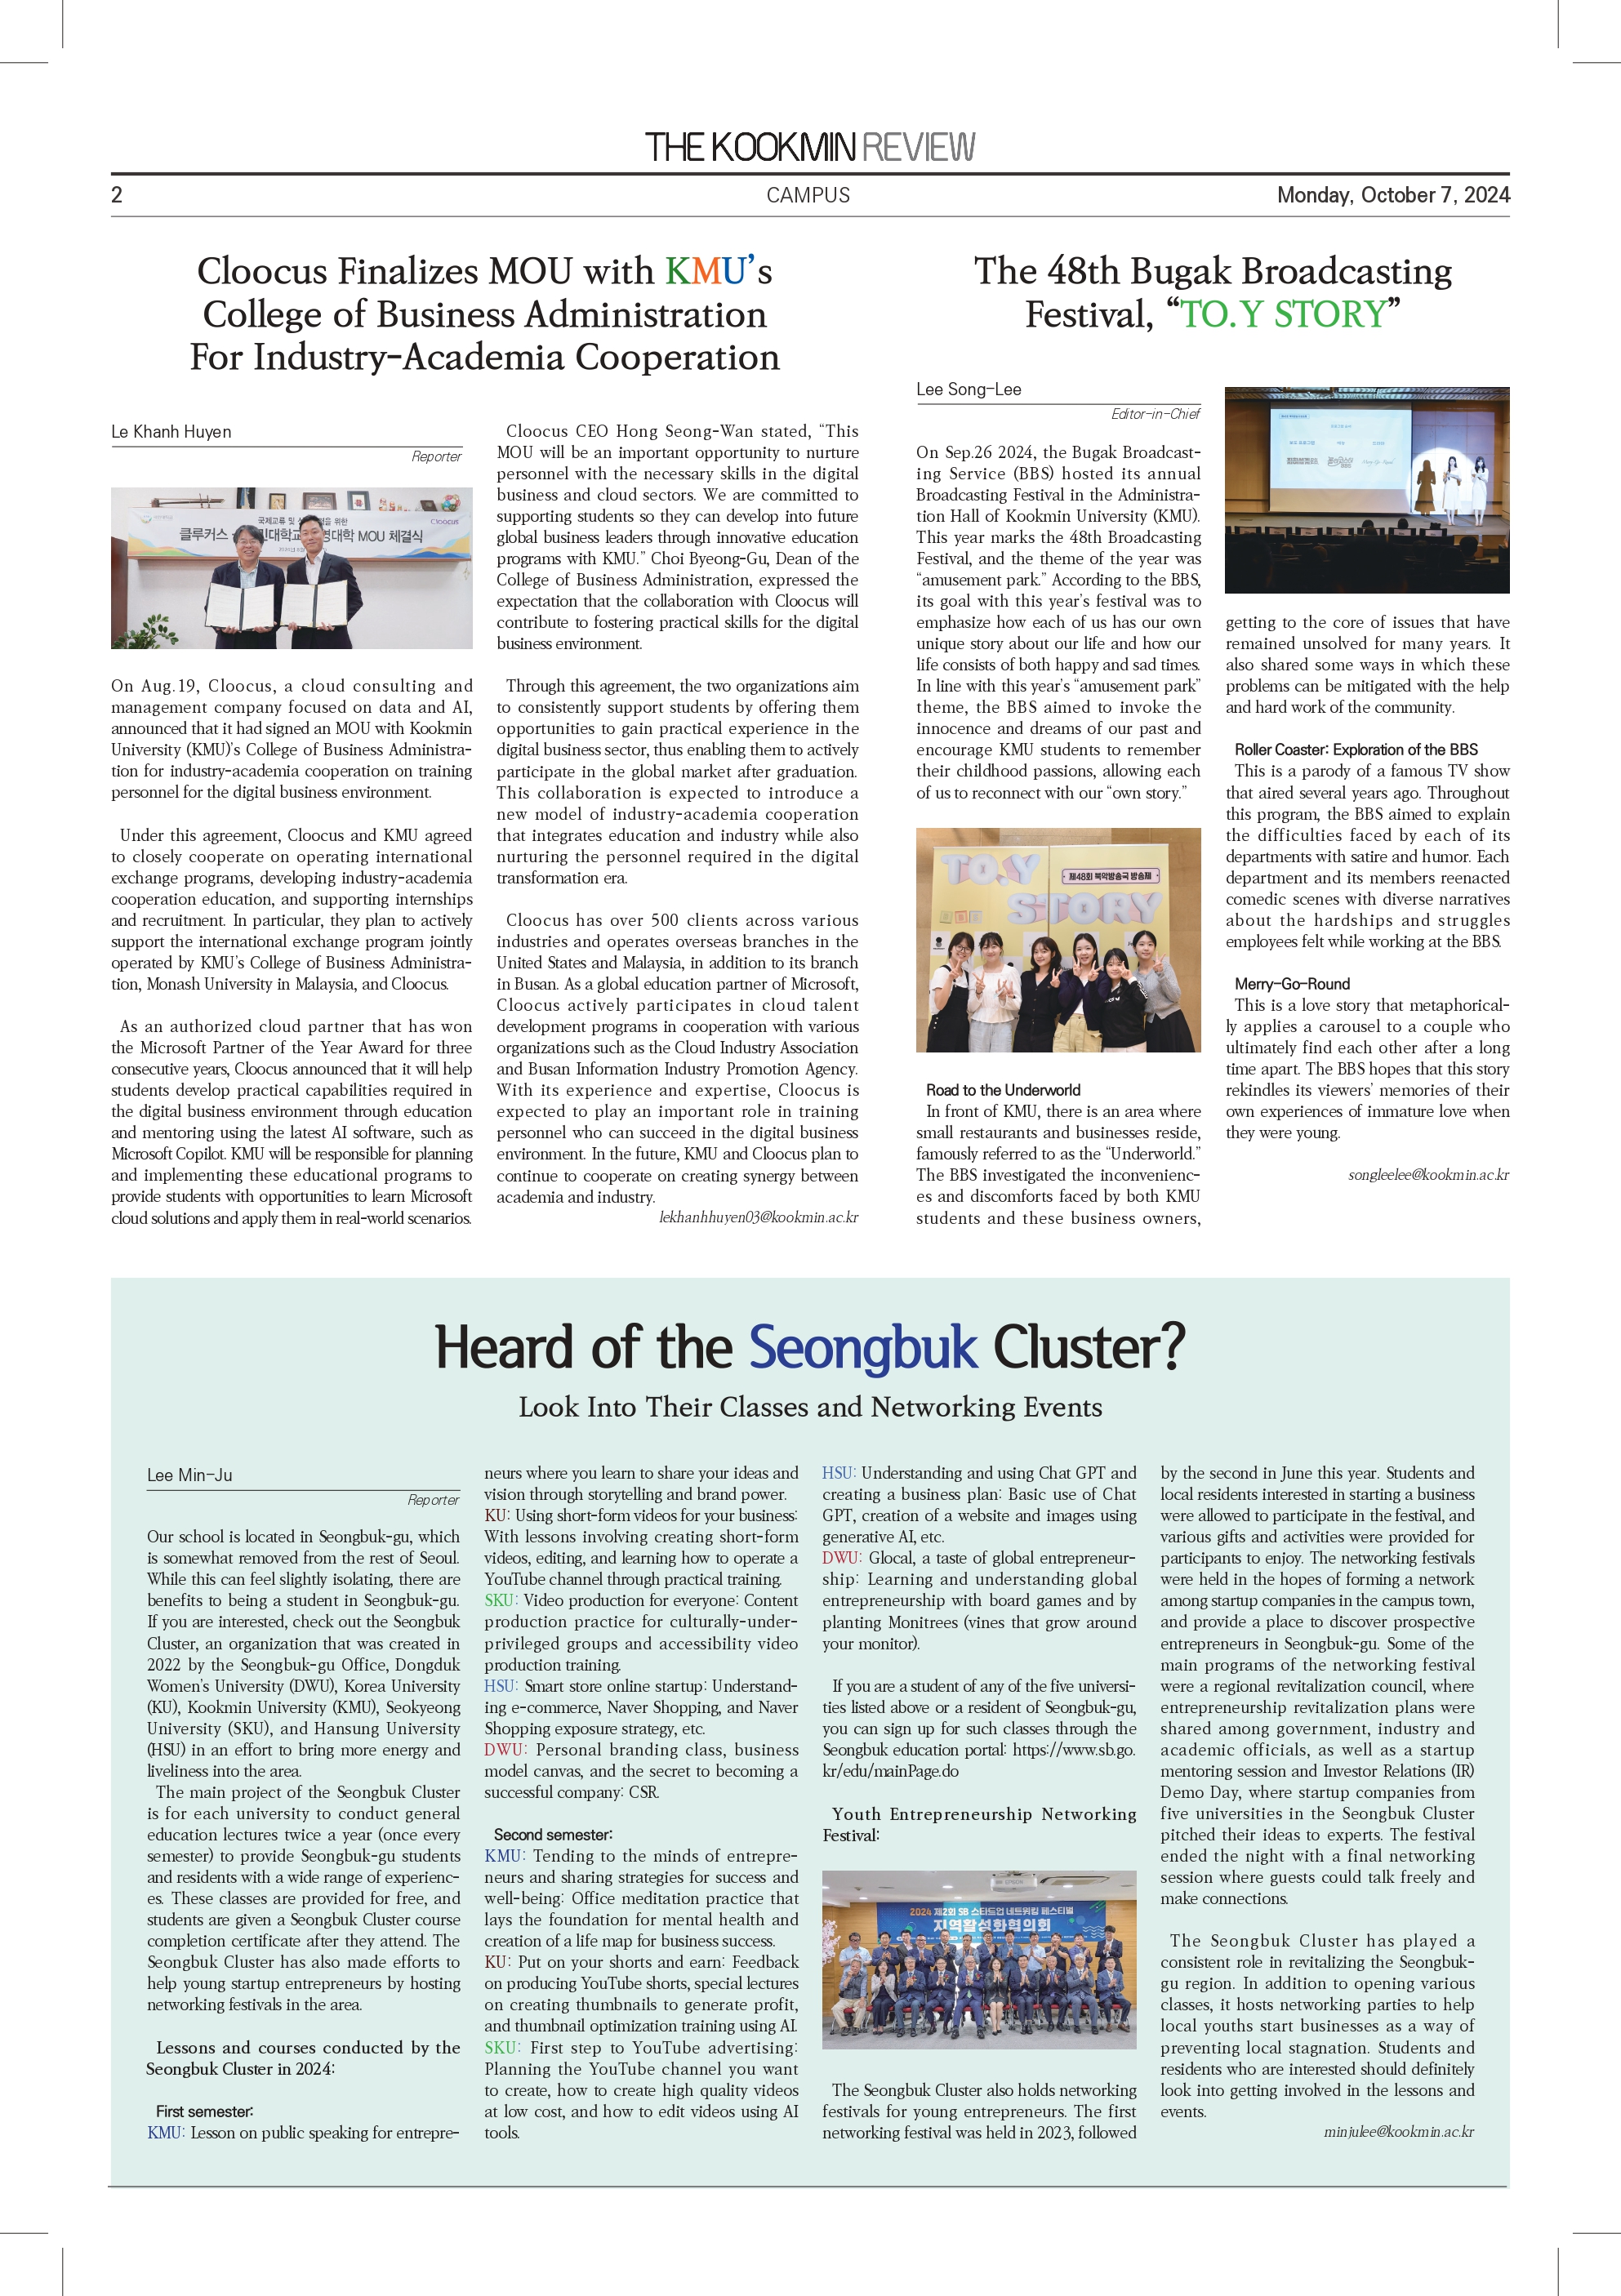 THE KOOKMIN REVIEW
2
CAMPUS
Monday, October 7, 2024
Cloocus Finalizes MOU with KMU's
College of Business Administration
For Industry-Academia Cooperation
Le Khanh Huyen
Reporter
Cloocus
국제교류 및
위한
클루커스
MOU 체결식
On Aug.19, Cloocus, a cloud consulting and
management company focused on data and AI,
announced that it had signed an MOU with Kookmin
University (KMU)'s College of Business Administra-
tion for industry-academia cooperation on training
personnel for the digital business environment.
Under this agreement, Cloocus and KMU agreed
to closely cooperate on operating international
exchange programs, developing industry-academia
cooperation education, and supporting internships
and recruitment. In particular, they plan to actively
support the international exchange program jointly
operated by KMU's College of Business Administra-
tion, Monash University in Malaysia, and Cloocus.
As an authorized cloud partner that has won
the Microsoft Partner of the Year Award for three
consecutive years, Cloocus announced that it will help
students develop practical capabilities required in
the digital business environment through education
and mentoring using the latest AI software, such as
Microsoft Copilot. KMU will be responsible for planning
and implementing these educational programs to
provide students with opportunities to learn Microsoft
cloud solutions and apply them in real-world scenarios.
Cloocus CEO Hong Seong-Wan stated, “This
MOU will be an important opportunity to nurture
personnel with the necessary skills in the digital
business and cloud sectors. We are committed to
supporting students so they can develop into future
global business leaders through innovative education
programs with KMU.” Choi Byeong-Gu, Dean of the
College of Business Administration, expressed the
expectation that the collaboration with Cloocus will
contribute to fostering practical skills for the digital
business environment.
Through this agreement, the two organizations aim
to consistently support students by offering them
opportunities to gain practical experience in the
digital business sector, thus enabling them to actively
participate in the global market after graduation.
This collaboration is expected to introduce a
new model of industry-academia cooperation
that integrates education and industry while also
nurturing the personnel required in the digital
transformation era.
Cloocus has over 500 clients across various
industries and operates overseas branches in the
United States and Malaysia, in addition to its branch
in Busan. As a global education partner of Microsoft,
Cloocus actively participates in cloud talent
development programs in cooperation with various
organizations such as the Cloud Industry Association
and Busan Information Industry Promotion Agency.
With its experience and expertise, Cloocus is
expected to play an important role in training
personnel who can succeed in the digital business
environment. In the future, KMU and Cloocus plan to
continue to cooperate on creating synergy between
academia and industry.
lekhanhhuyen03@kookmin.ac.kr
The 48th Bugak Broadcasting
Festival, “TO.Y STORY”
Lee Song-Lee
Editor-in-Chief
On Sep.26 2024, the Bugak Broadcast-
ing Service (BBS) hosted its annual
Broadcasting Festival in the Administra-
tion Hall of Kookmin University (KMU).
This year marks the 48th Broadcasting
Festival, and the theme of the year was
“amusement park.” According to the BBS,
its goal with this year's festival was to
emphasize how each of us has our own
unique story about our life and how our
life consists of both happy and sad times.
In line with this year's “amusement park”
theme, the BBS aimed to invoke the
innocence and dreams of our past and
encourage KMU students to remember
their childhood passions, allowing each
of us to reconnect with our “own story.”
TO.Y
제48회 북악방송국 방송제
STORY
Road to the Underworld
In front of KMU, there is an area where
small restaurants and businesses reside,
famously referred to as the “Underworld.”
The BBS investigated the inconvenienc-
es and discomforts faced by both KMU
students and these business owners,
getting to the core of issues that have
remained unsolved for many years. It
also shared some ways in which these
problems can be mitigated with the help
and hard work of the community.
Roller Coaster: Exploration of the BBS
This is a parody of a famous TV show
that aired several years ago. Throughout
this program, the BBS aimed to explain
the difficulties faced by each of its
departments with satire and humor. Each
department and its members reenacted
comedic scenes with diverse narratives
about the hardships and struggles
employees felt while working at the BBS.
Merry-Go-Round
This is a love story that metaphorical-
ly applies a carousel to a couple who
ultimately find each other after a long
time apart. The BBS hopes that this story
rekindles its viewers' memories of their
own experiences of immature love when
they were young.
songleelee@kookmin.ac.kr
Heard of the Seongbuk Cluster?
Look Into Their Classes and Networking Events
Lee Min-Ju
Reporter
Our school is located in Seongbuk-gu, which
is somewhat removed from the rest of Seoul.
While this can feel slightly isolating, there are
benefits to being a student in Seongbuk-gu.
If you are interested, check out the Seongbuk
Cluster, an organization that was created in
2022 by the Seongbuk-gu Office, Dongduk
Women's University (DWU), Korea University
(KU), Kookmin University (KMU), Seokyeong
University (SKU), and Hansung University
(HSU) in an effort to bring more energy and
liveliness into the area.
The main project of the Seongbuk Cluster
is for each university to conduct general
education lectures twice a year (once every
semester) to provide Seongbuk-gu students
and residents with a wide range of experienc-
es. These classes are provided for free, and
students are given a Seongbuk Cluster course
completion certificate after they attend. The
Seongbuk Cluster has also made efforts to
help young startup entrepreneurs by hosting
networking festivals in the area.
Lessons and courses conducted by the
Seongbuk Cluster in 2024:
First semester:
KMU: Lesson on public speaking for entrepre-
neurs where you learn to share your ideas and
vision through storytelling and brand power.
KU: Using short-form videos for your business:
With lessons involving creating short-form
videos, editing, and learning how to operate a
YouTube channel through practical training.
SKU: Video production for everyone: Content
production practice for culturally-under-
privileged groups and accessibility video
production training.
HSU: Smart store online startup: Understand-
ing e-commerce, Naver Shopping, and Naver
Shopping exposure strategy, etc.
DWU: Personal branding class, business
model canvas, and the secret to becoming a
successful company: CSR.
Second semester:
KMU: Tending to the minds of entrepre-
neurs and sharing strategies for success and
well-being: Office meditation practice that
lays the foundation for mental health and
creation of a life map for business success.
KU: Put on your shorts and earn: Feedback
on producing YouTube shorts, special lectures
on creating thumbnails to generate profit,
and thumbnail optimization training using AI.
SKU: First step to YouTube advertising:
Planning the YouTube channel you want
to create, how to create high quality videos
at low cost, and how to edit videos using AI
tools.
HSU: Understanding and using Chat GPT and
creating a business plan: Basic use of Chat
GPT, creation of a website and images using
generative AI, etc.
DWU: Glocal, a taste of global entrepreneur-
ship: Learning and understanding global
entrepreneurship with board games and by
planting Monitrees (vines that grow around
your monitor).
If you are a student of any of the five universi-
ties listed above or a resident of Seongbuk-gu,
you can sign up for such classes through the
Seongbuk education portal: https://www.sb.go.
kr/edu/mainPage.do
Youth Entrepreneurship Networking
Festival:
2024 제2회 SB 스타트업 네트워킹 페스티벌
지역활성화협의회
The Seongbuk Cluster also holds networking
festivals for young entrepreneurs. The first
networking festival was held in 2023, followed
by the second in June this year. Students and
local residents interested in starting a business
were allowed to participate in the festival, and
various gifts and activities were provided for
participants to enjoy. The networking festivals
were held in the hopes of forming a network
among startup companies in the campus town,
and provide a place to discover prospective
entrepreneurs in Seongbuk-gu. Some of the
main programs of the networking festival
were a regional revitalization council, where
entrepreneurship revitalization plans were
shared among government, industry and
academic officials, as well as a startup
mentoring session and Investor Relations (IR)
Demo Day, where startup companies from
five universities in the Seongbuk Cluster
pitched their ideas to experts. The festival
ended the night with a final networking
session where guests could talk freely and
make connections.
The Seongbuk Cluster has played a
consistent role in revitalizing the Seongbuk-
gu region. In addition to opening various
classes, it hosts networking parties to help
local youths start businesses as a way of
preventing local stagnation. Students and
residents who are interested should definitely
look into getting involved in the lessons and
events.
minjulee@kookmin.ac.kr